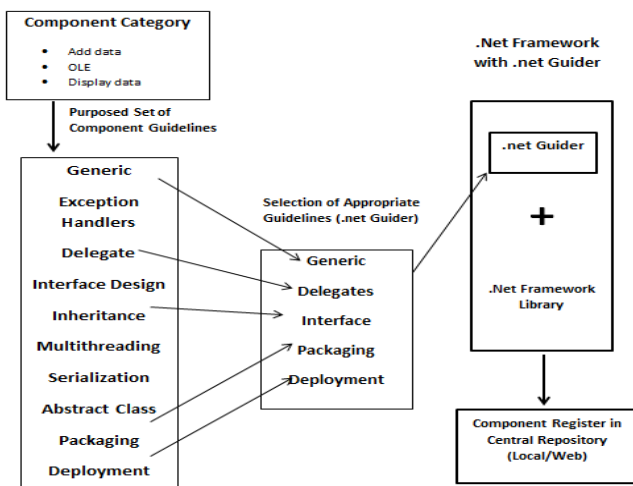 Component Category
• Add data
• OLE
• Display data
Purposed Set of
Component Guidelines
Generic
Exception
Handlers
Delegate
Interface Design
Inheritance
Multithreading
Serialization
Abstract Class
Packaging
Deployment
Selection of Appropriate
Guidelines (.net Guider)
Generic
Delegates
Interface
Packaging
Deployment
.Net Framework
with .net Guider
.net Guider
+
.Net Framework
Library
Component Register in
Central Repository
(Local/Web)